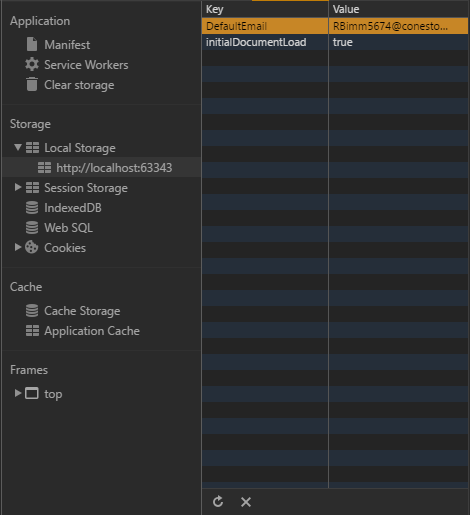 Application
Manifest
Service Workers
Clear storage
Storage
Local Storage
http://localhost:63343
Session Storage
IndexedDB
Web SQL
Cookies
Cache
Cache Storage
Application Cache
Frames
top
Key Value
DefaultEmail RBimm5674@conesto...
initialDocumentLoad true